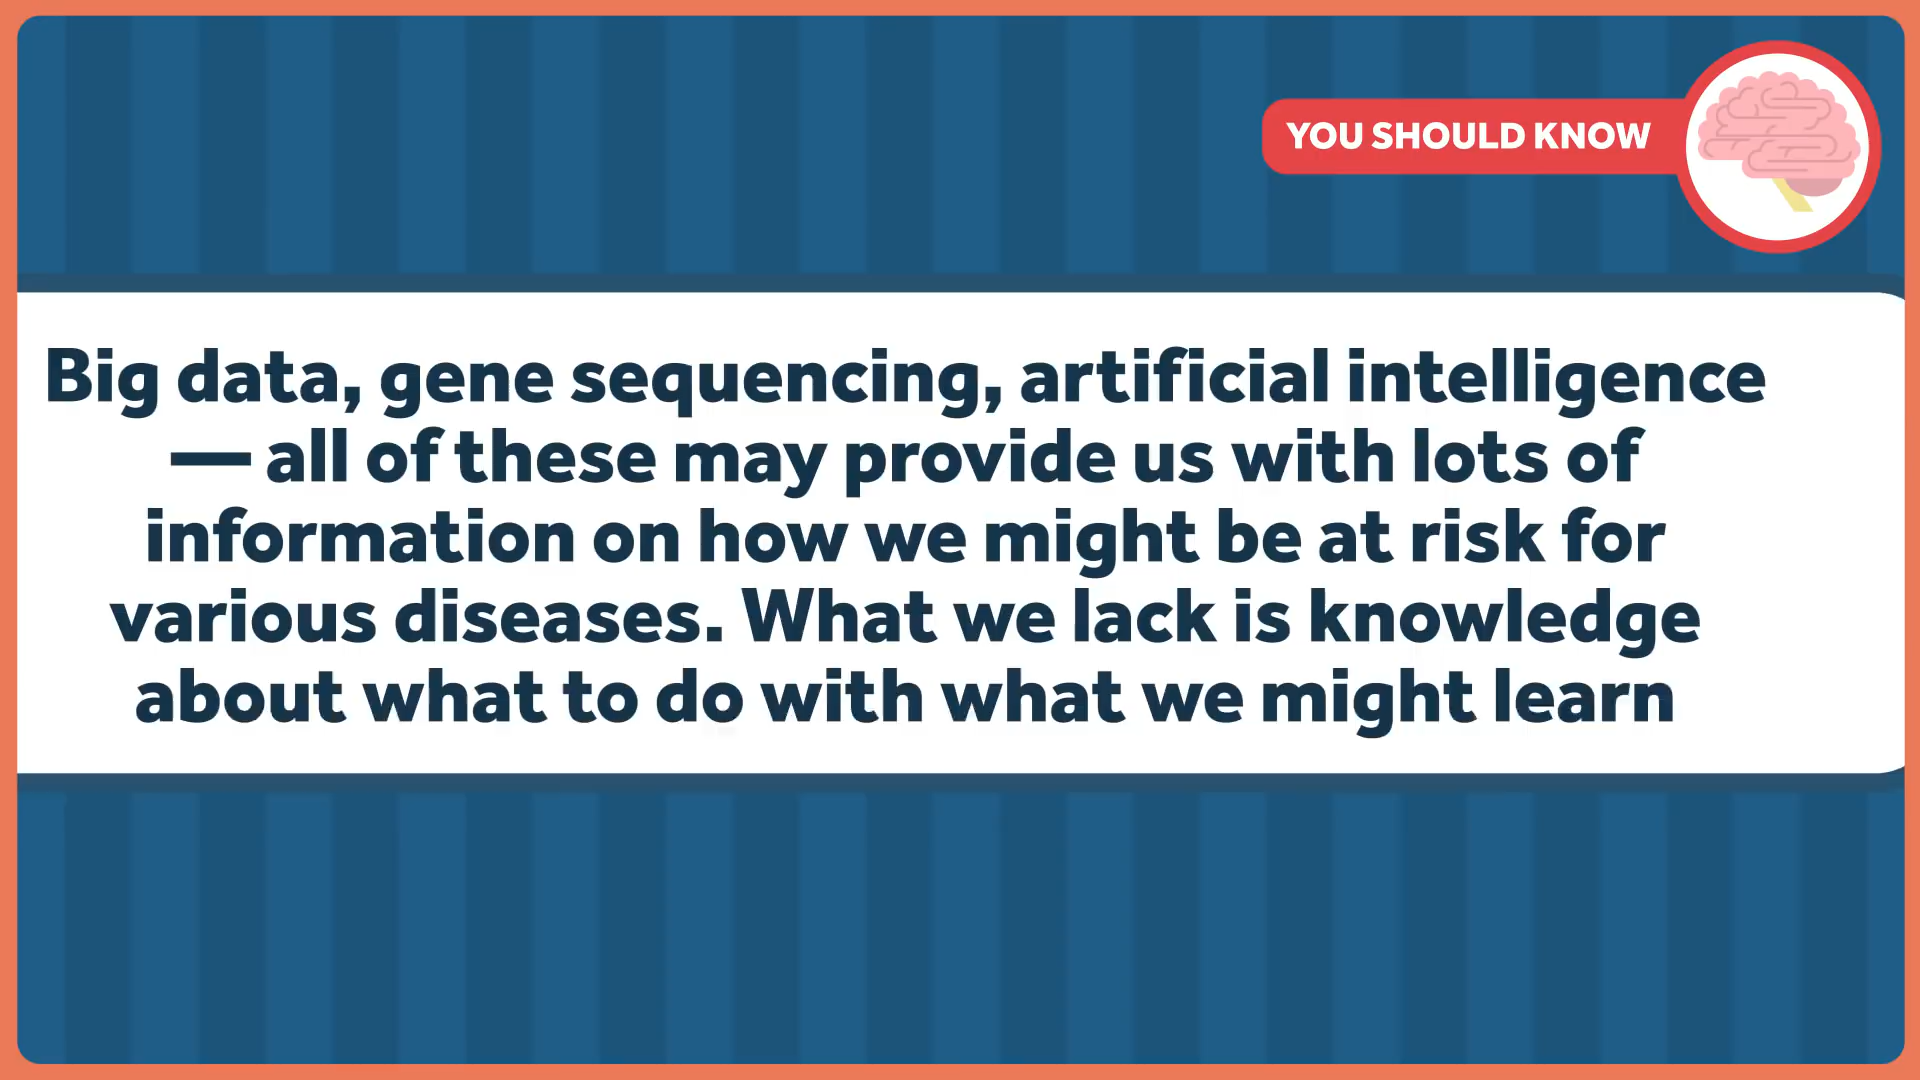 YOU SHOULD KNOW
Big data, gene sequencing, artificial intelligence
— all of these may provide us with lots of
information on how we might be at risk for
various diseases. What we lack is knowledge
about what to do with what we might learn